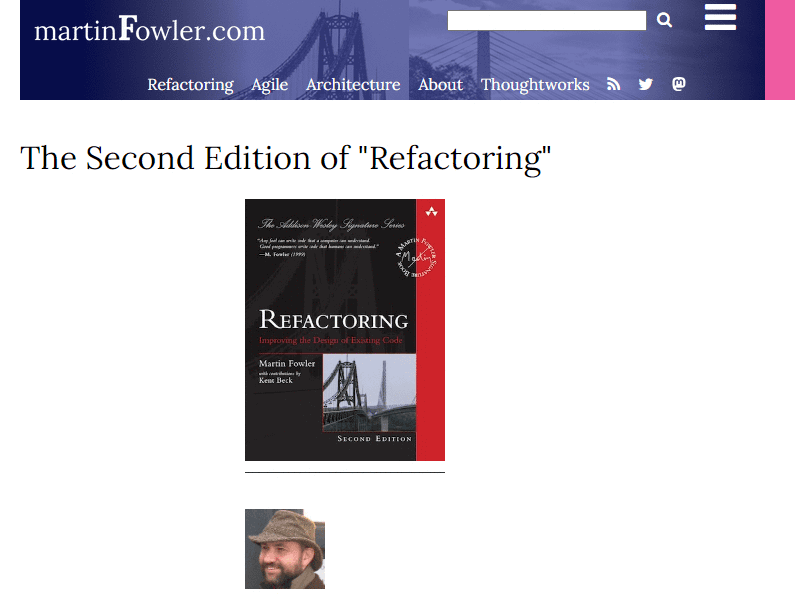 martinFowler.com
Refactoring Agile Architecture About Thoughtworks
The Second Edition of "Refactoring"
The Addison-Wesley Signature Series
"Any fool can write code that a computer can understand.
Good programmers write code that humans can understand."
—M. Fowler (1999)
A MARTIN FOWLER SIGNATURE BOOK
Martin
REFACTORING
Improving the Design of Existing Code
Martin Fowler
with contributions by
Kent Beck
SECOND EDITION